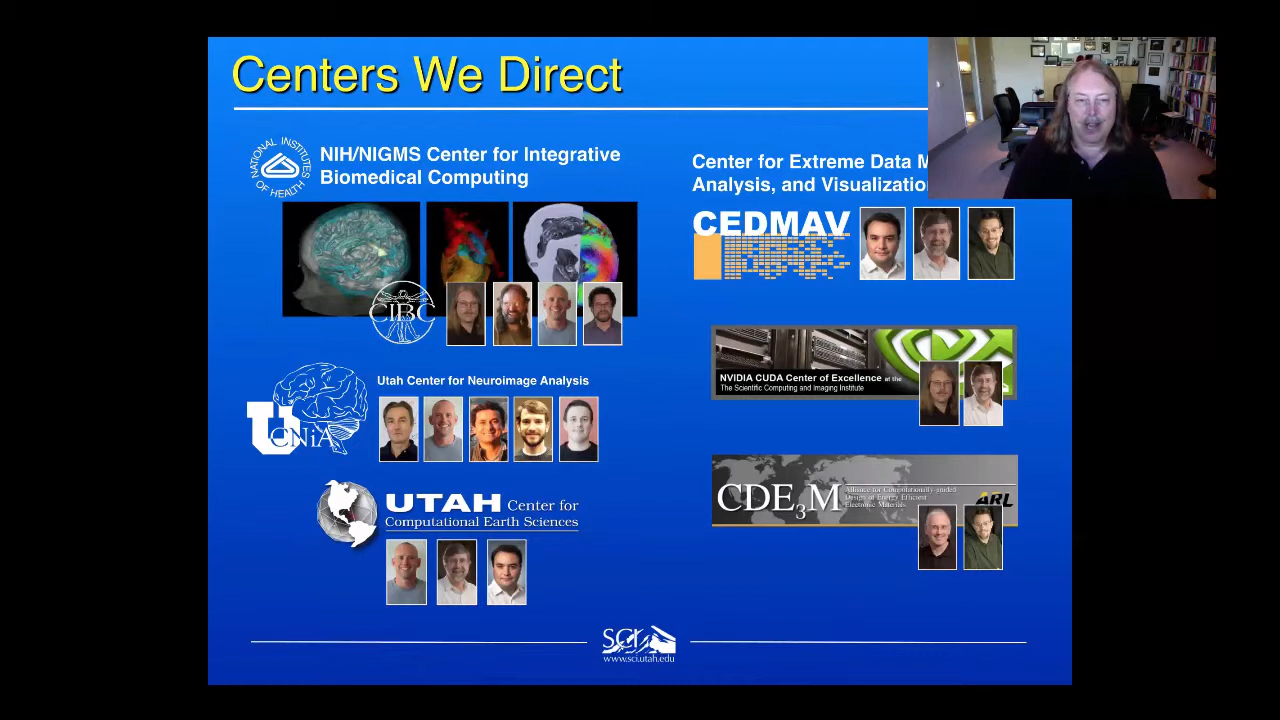 Centers We Direct
NATIONAL INSTITUTES OF HEALTH
NIH/NIGMS Center for Integrative
Biomedical Computing
CIBC
Center for Extreme Data M
Analysis, and Visualizatio
CEDMAV
Utah Center for Neuroimage Analysis
U
CNiA
NVIDIA CUDA Center of Excellence at the
The Scientific Computing and Imaging Institute
UTAH Center for
Computational Earth Sciences
CDE3M
Alliance for Computationally-guided
Design of Energy Efficient
Electronic Materials
ARL
SCI
www.sci.utah.edu